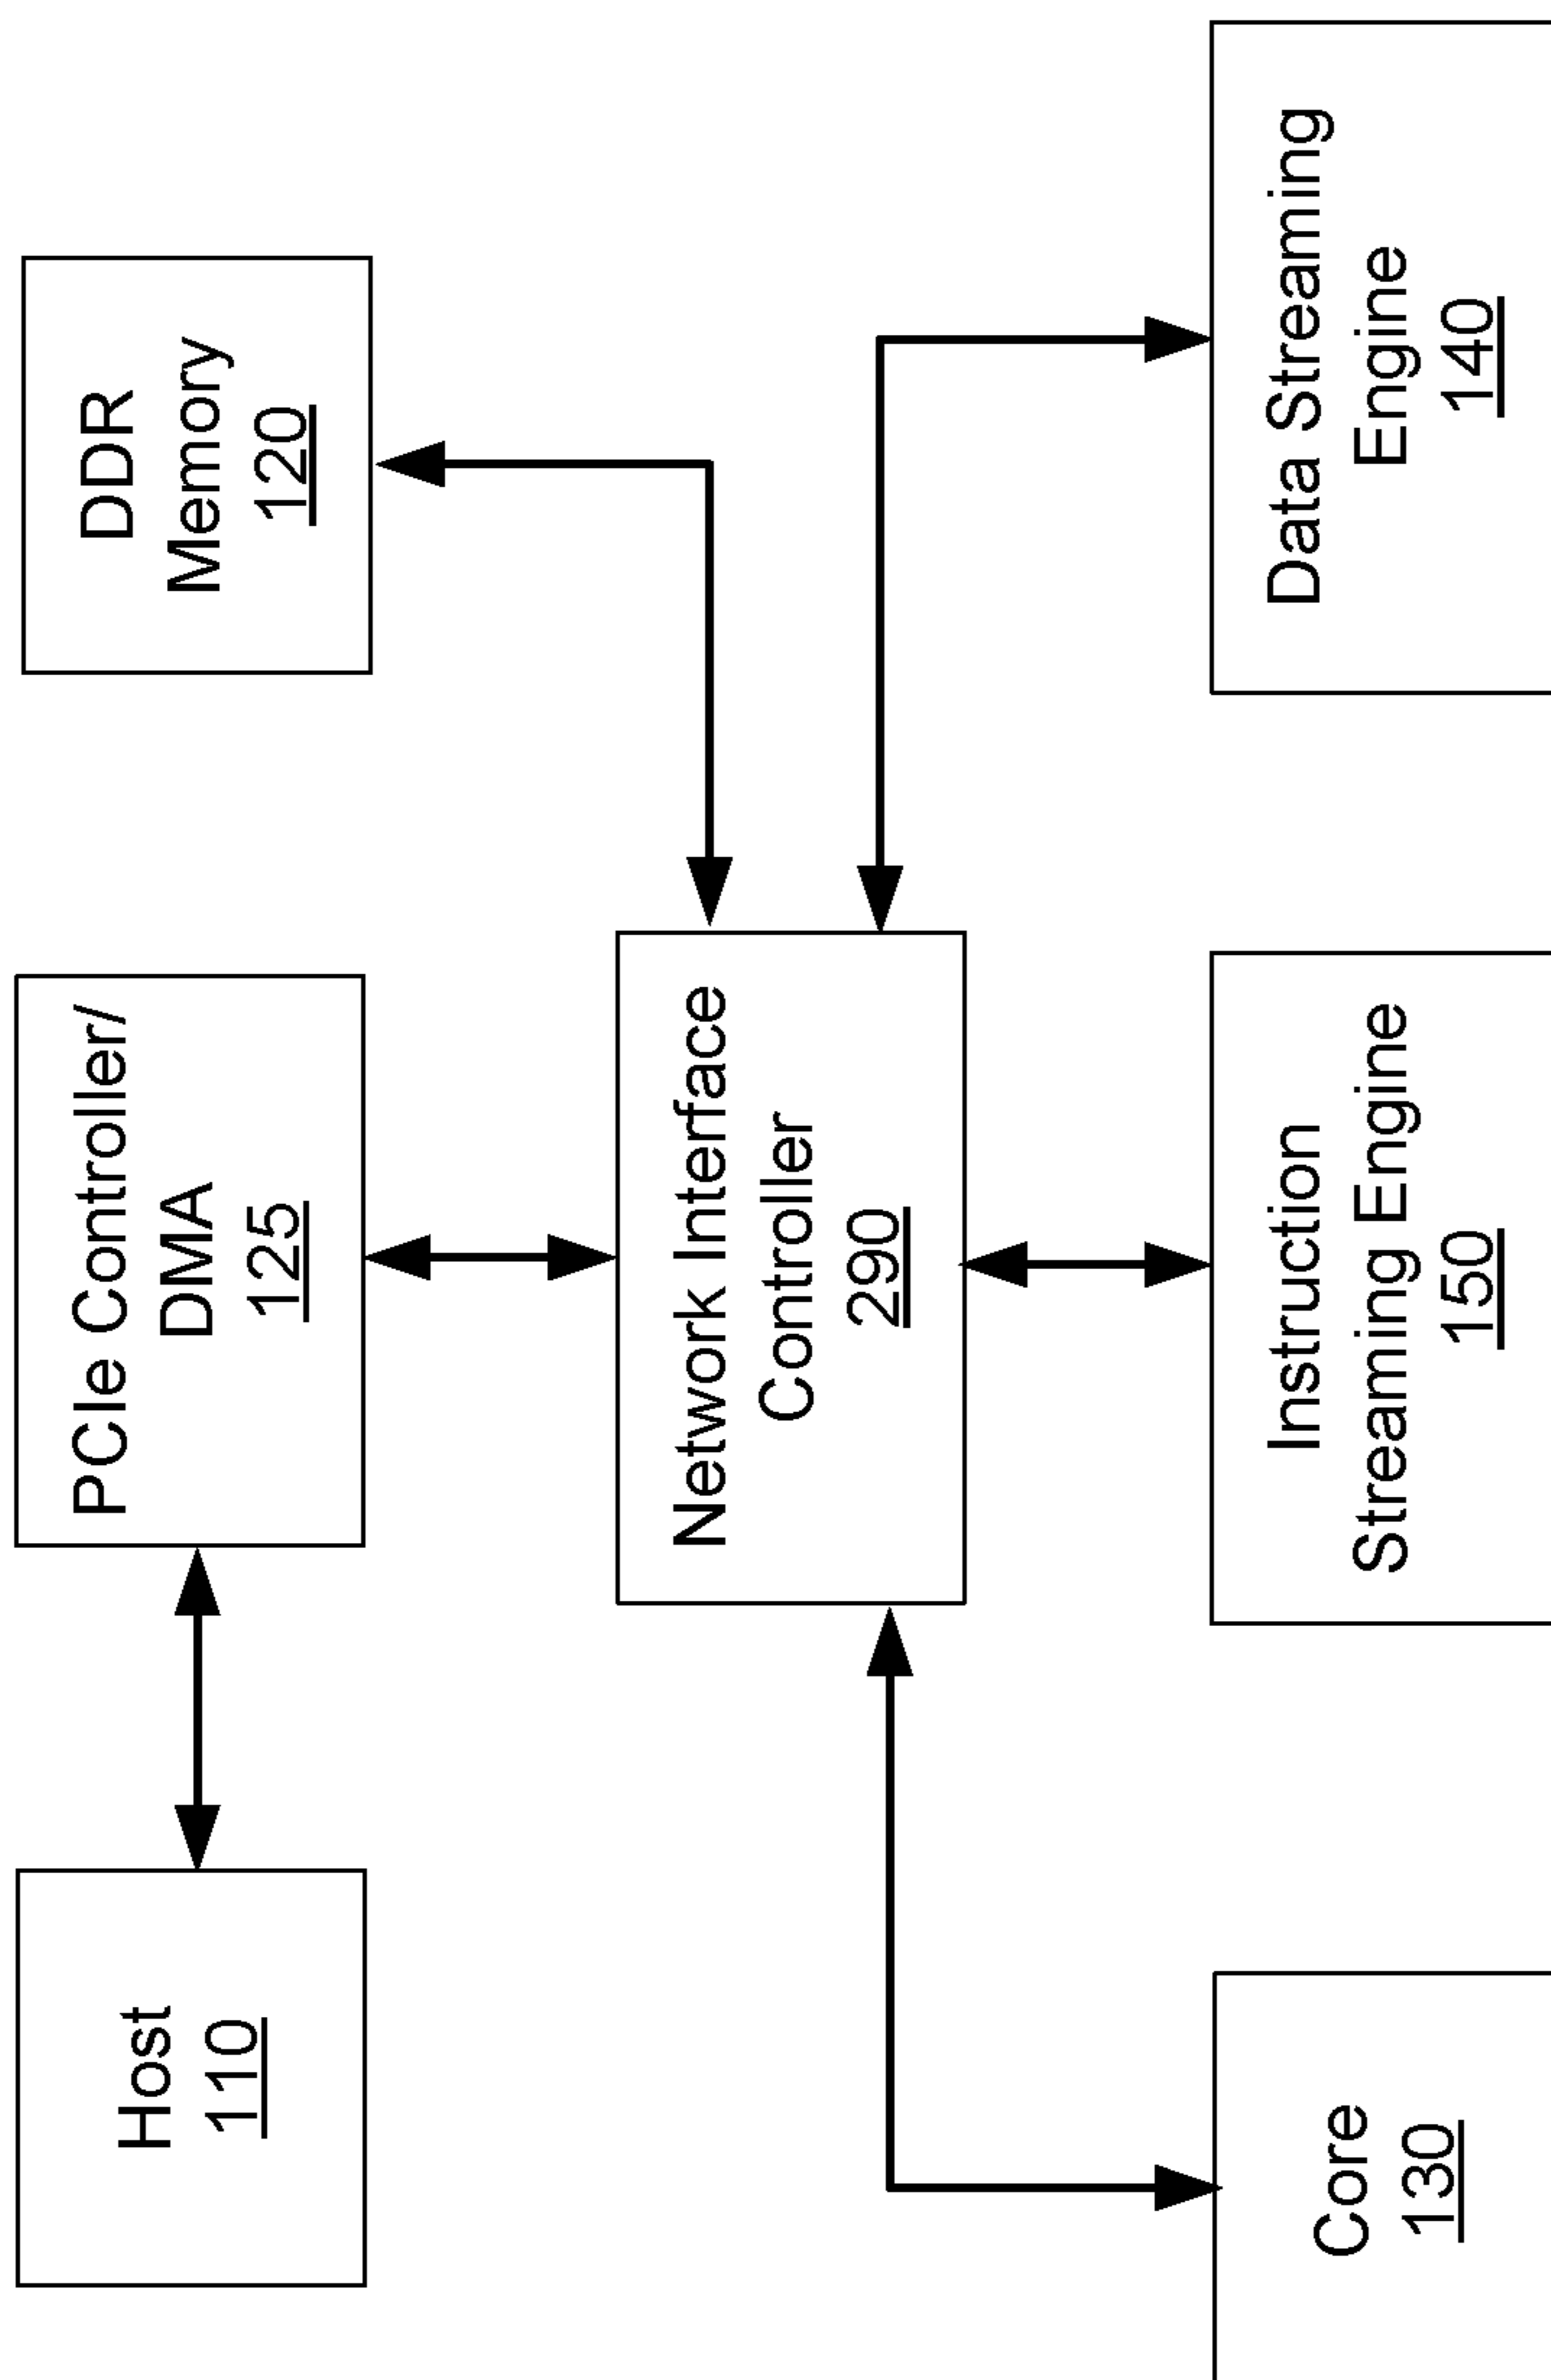 Host
110
PCIe Controller/
DMA
125
DDR
Memory
120
Network Interface
Controller
290
Core
130
Instruction
Streaming Engine
150
Data Streaming
Engine
140